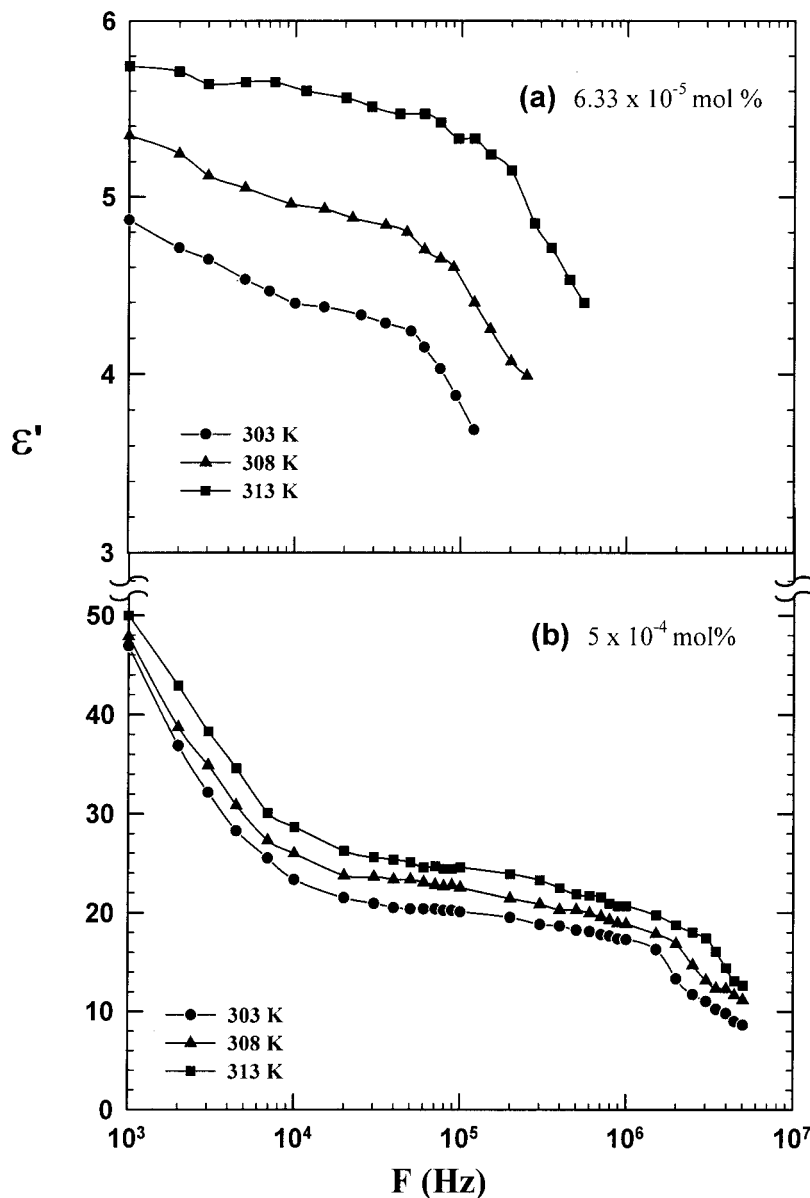 6
(a) 6.33 x 10⁻⁵ mol %
5
4
ε'
303 K
308 K
313 K
3
50
(b) 5 x 10⁻⁴ mol%
40
30
20
10
303 K
308 K
313 K
0
10³ 10⁴ 10⁵ 10⁶ 10⁷
F (Hz)